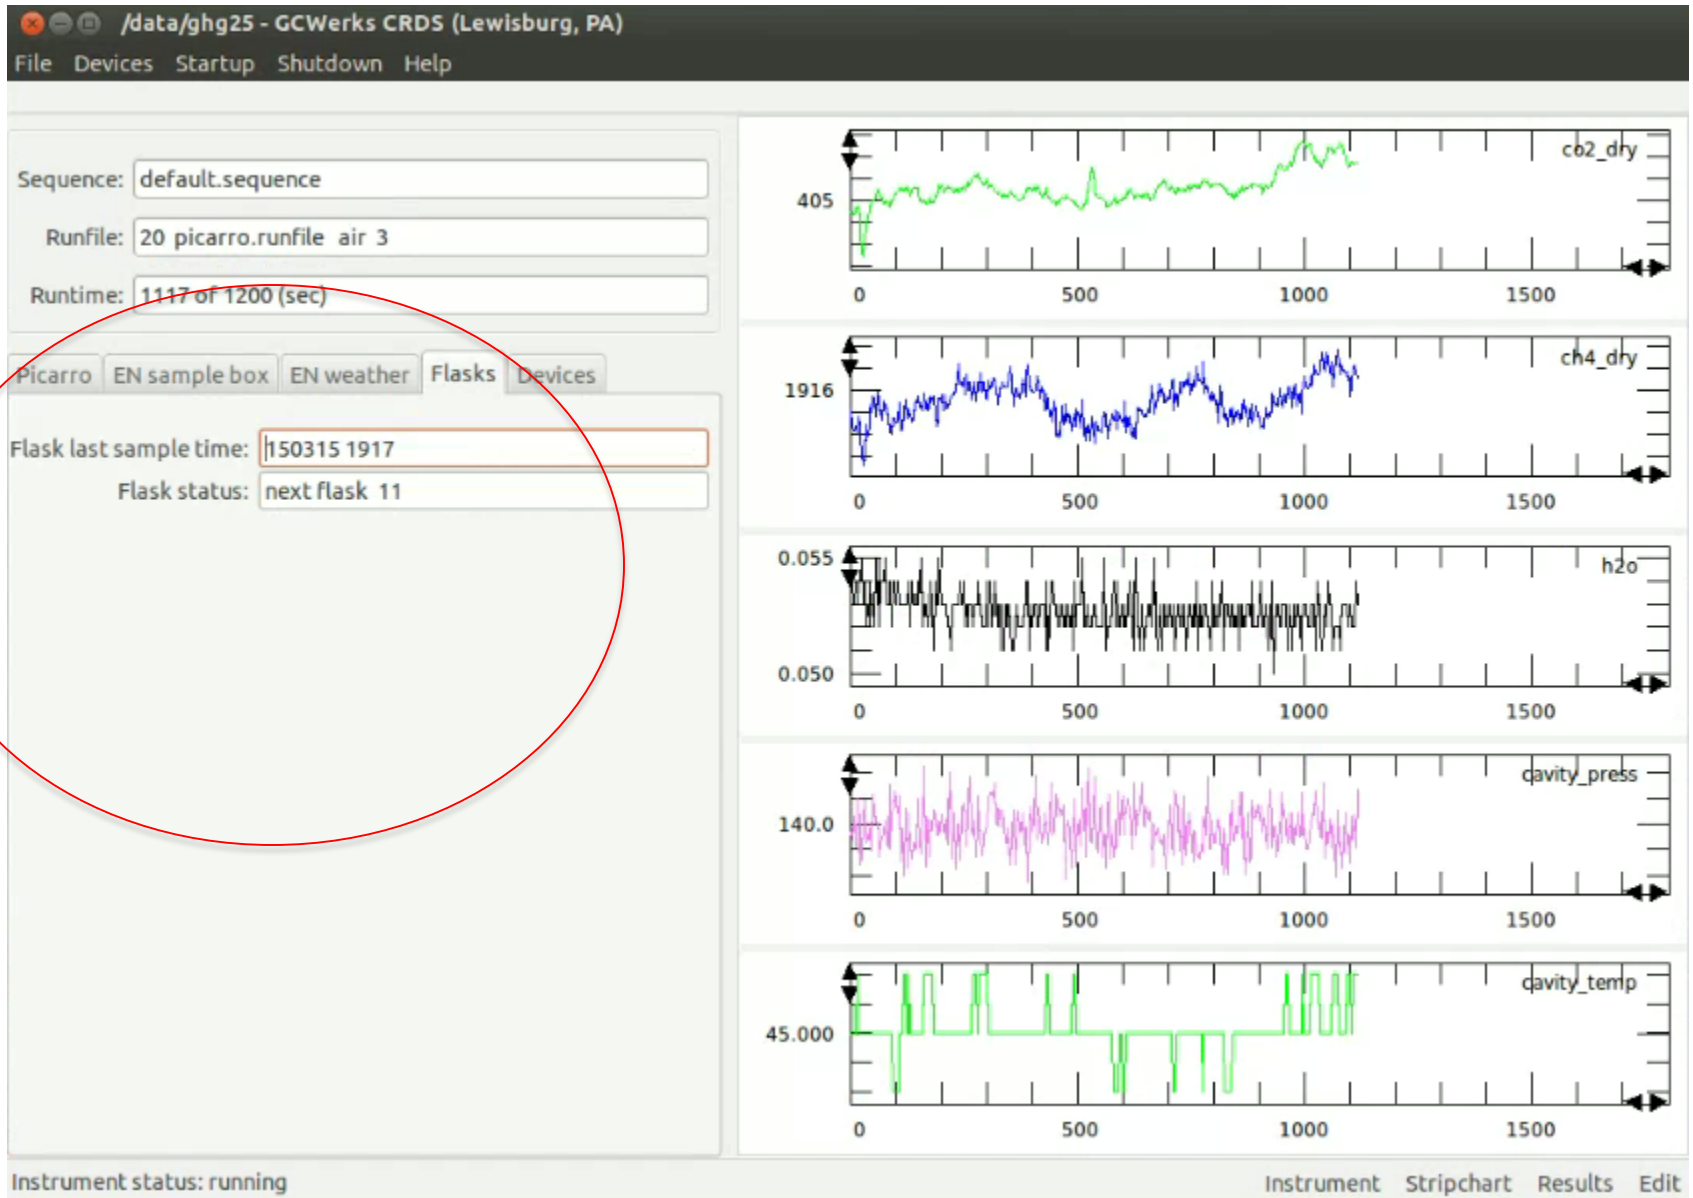 /data/ghg25 - GCWerks CRDS (Lewisburg, PA)
File Devices Startup Shutdown Help
Sequence: default.sequence
Runfile: 20 picarro.runfile air 3
Runtime: 1117 of 1200 (sec)
Picarro EN sample box EN weather Flasks Devices
Flask last sample time: 150315 1917
Flask status: next flask 11
co2_dry
405
0 500 1000 1500
ch4_dry
1916
0 500 1000 1500
0.055
h2o
0.050
0 500 1000 1500
cavity_press
140.0
0 500 1000 1500
cavity_temp
45.000
0 500 1000 1500
Instrument status: running
Instrument Stripchart Results Edit